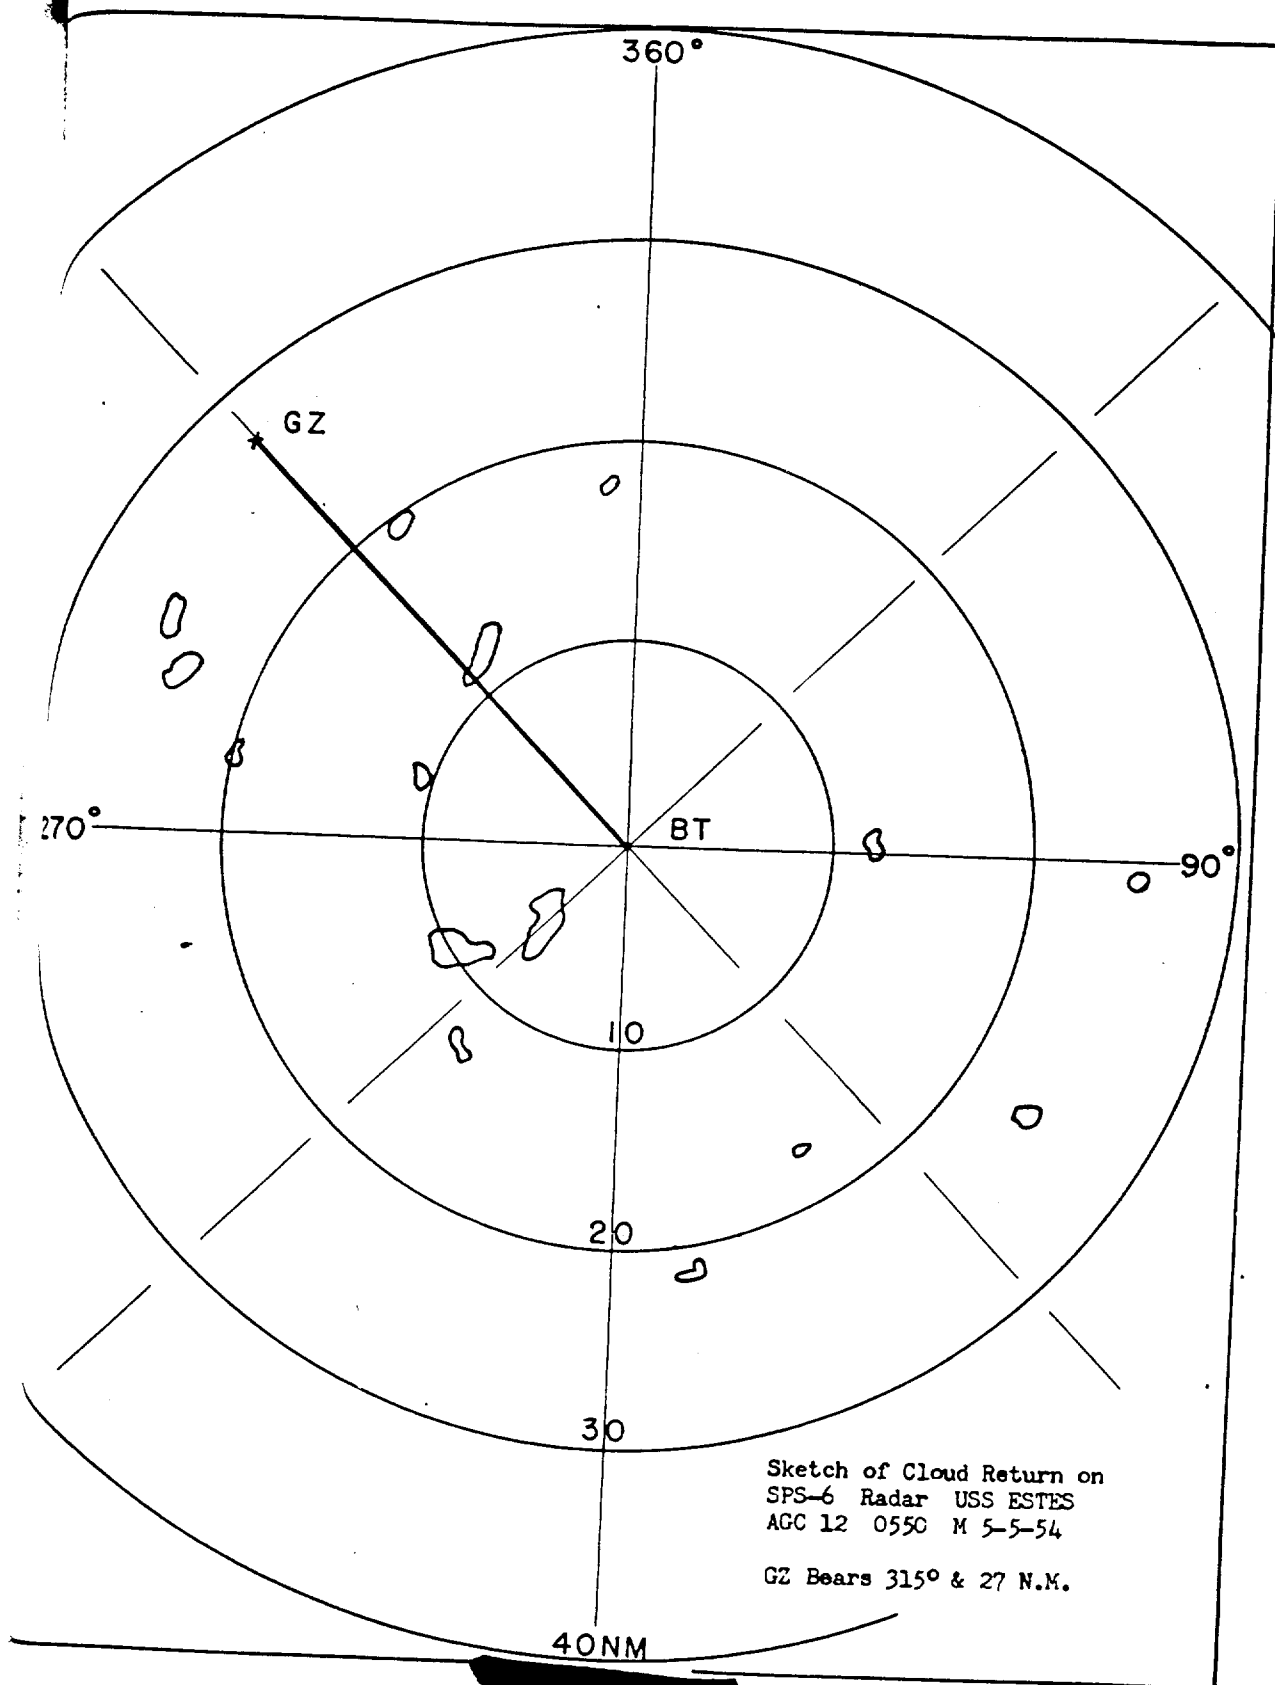 360°
GZ
270°
BT
90°
10
20
30
Sketch of Cloud Return on
SPS-6 Radar USS ESTES
AGC 12 0550 M 5-5-54
GZ Bears 315° & 27 N.M.
40NM